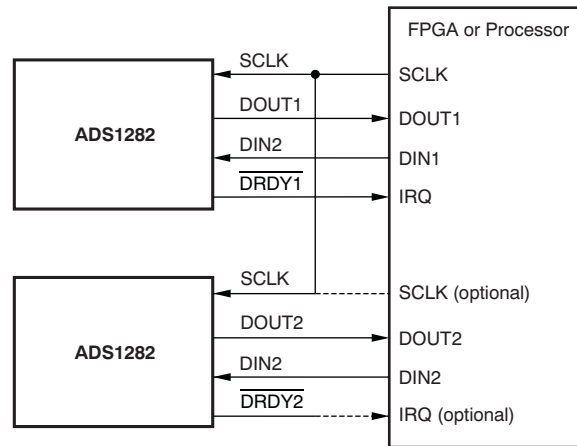 FPGA or Processor
SCLK SCLK
DOUT1 DOUT1
ADS1282
DIN2 DIN1
DRDY1 IRQ
SCLK SCLK (optional)
DOUT2 DOUT2
ADS1282
DIN2 DIN2
DRDY2 IRQ (optional)